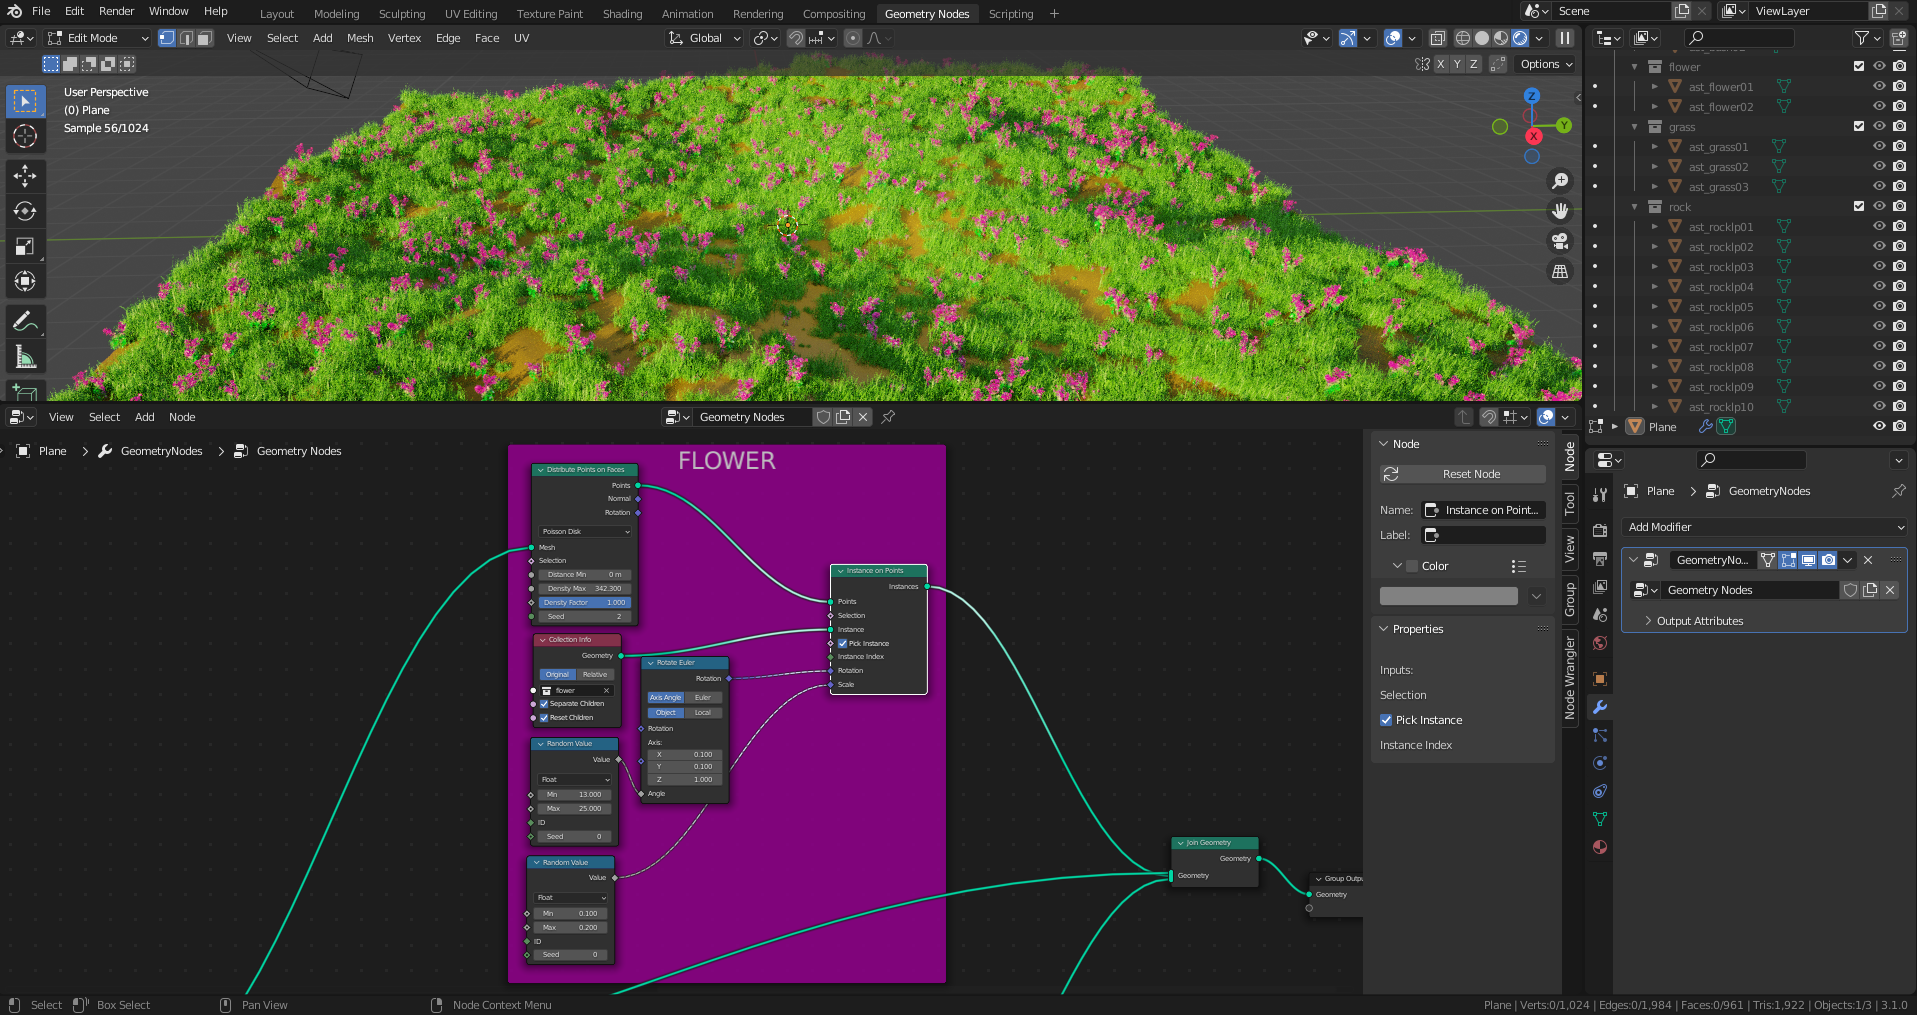 File Edit Render Window Help Layout Modeling Sculpting UV Editing Texture Paint Shading Animation Rendering Compositing Geometry Nodes Scripting + Scene ViewLayer
Edit Mode View Select Add Mesh Vertex Edge Face UV Global
X Y Z Options
User Perspective
(0) Plane
Sample 56/1024
Z
Y
X
flower
ast_flower01
ast_flower02
grass
ast_grass01
ast_grass02
ast_grass03
rock
ast_rocklp01
ast_rocklp02
ast_rocklp03
ast_rocklp04
ast_rocklp05
ast_rocklp06
ast_rocklp07
ast_rocklp08
ast_rocklp09
ast_rocklp10
Plane
View Select Add Node Geometry Nodes
Plane > GeometryNodes > Geometry Nodes
FLOWER
Distribute Points on Faces
Points
Normal
Rotation
Poisson Disk
Mesh
Selection
Distance Min 0 m
Density Max 342.300
Density Factor 1.000
Seed 2
Collection Info
Geometry
Original Relative
flower
Separate Children
Reset Children
Rotate Euler
Rotation
Axis Angle Euler
Object Local
Rotation
Axis:
X 0.100
Y 0.100
Z 1.000
Angle
Random Value
Value
Float
Min 13.000
Max 25.000
ID
Seed 0
Random Value
Value
Float
Min 0.100
Max 0.200
ID
Seed 0
Instance on Points
Instances
Points
Selection
Instance
Pick Instance
Instance Index
Rotation
Scale
Join Geometry
Geometry
Geometry
Group Outpu
Geometry
Node
Reset Node
Name: Instance on Point...
Label:
Color
Properties
Inputs:
Selection
Pick Instance
Instance Index
Node
Tool
View
Group
Node Wrangler
Plane > GeometryNodes
Add Modifier
GeometryNo...
Geometry Nodes
Output Attributes
Select Box Select Pan View Node Context Menu Plane | Verts:0/1,024 | Edges:0/1,984 | Faces:0/961 | Tris:1,922 | Objects:1/3 | 3.1.0